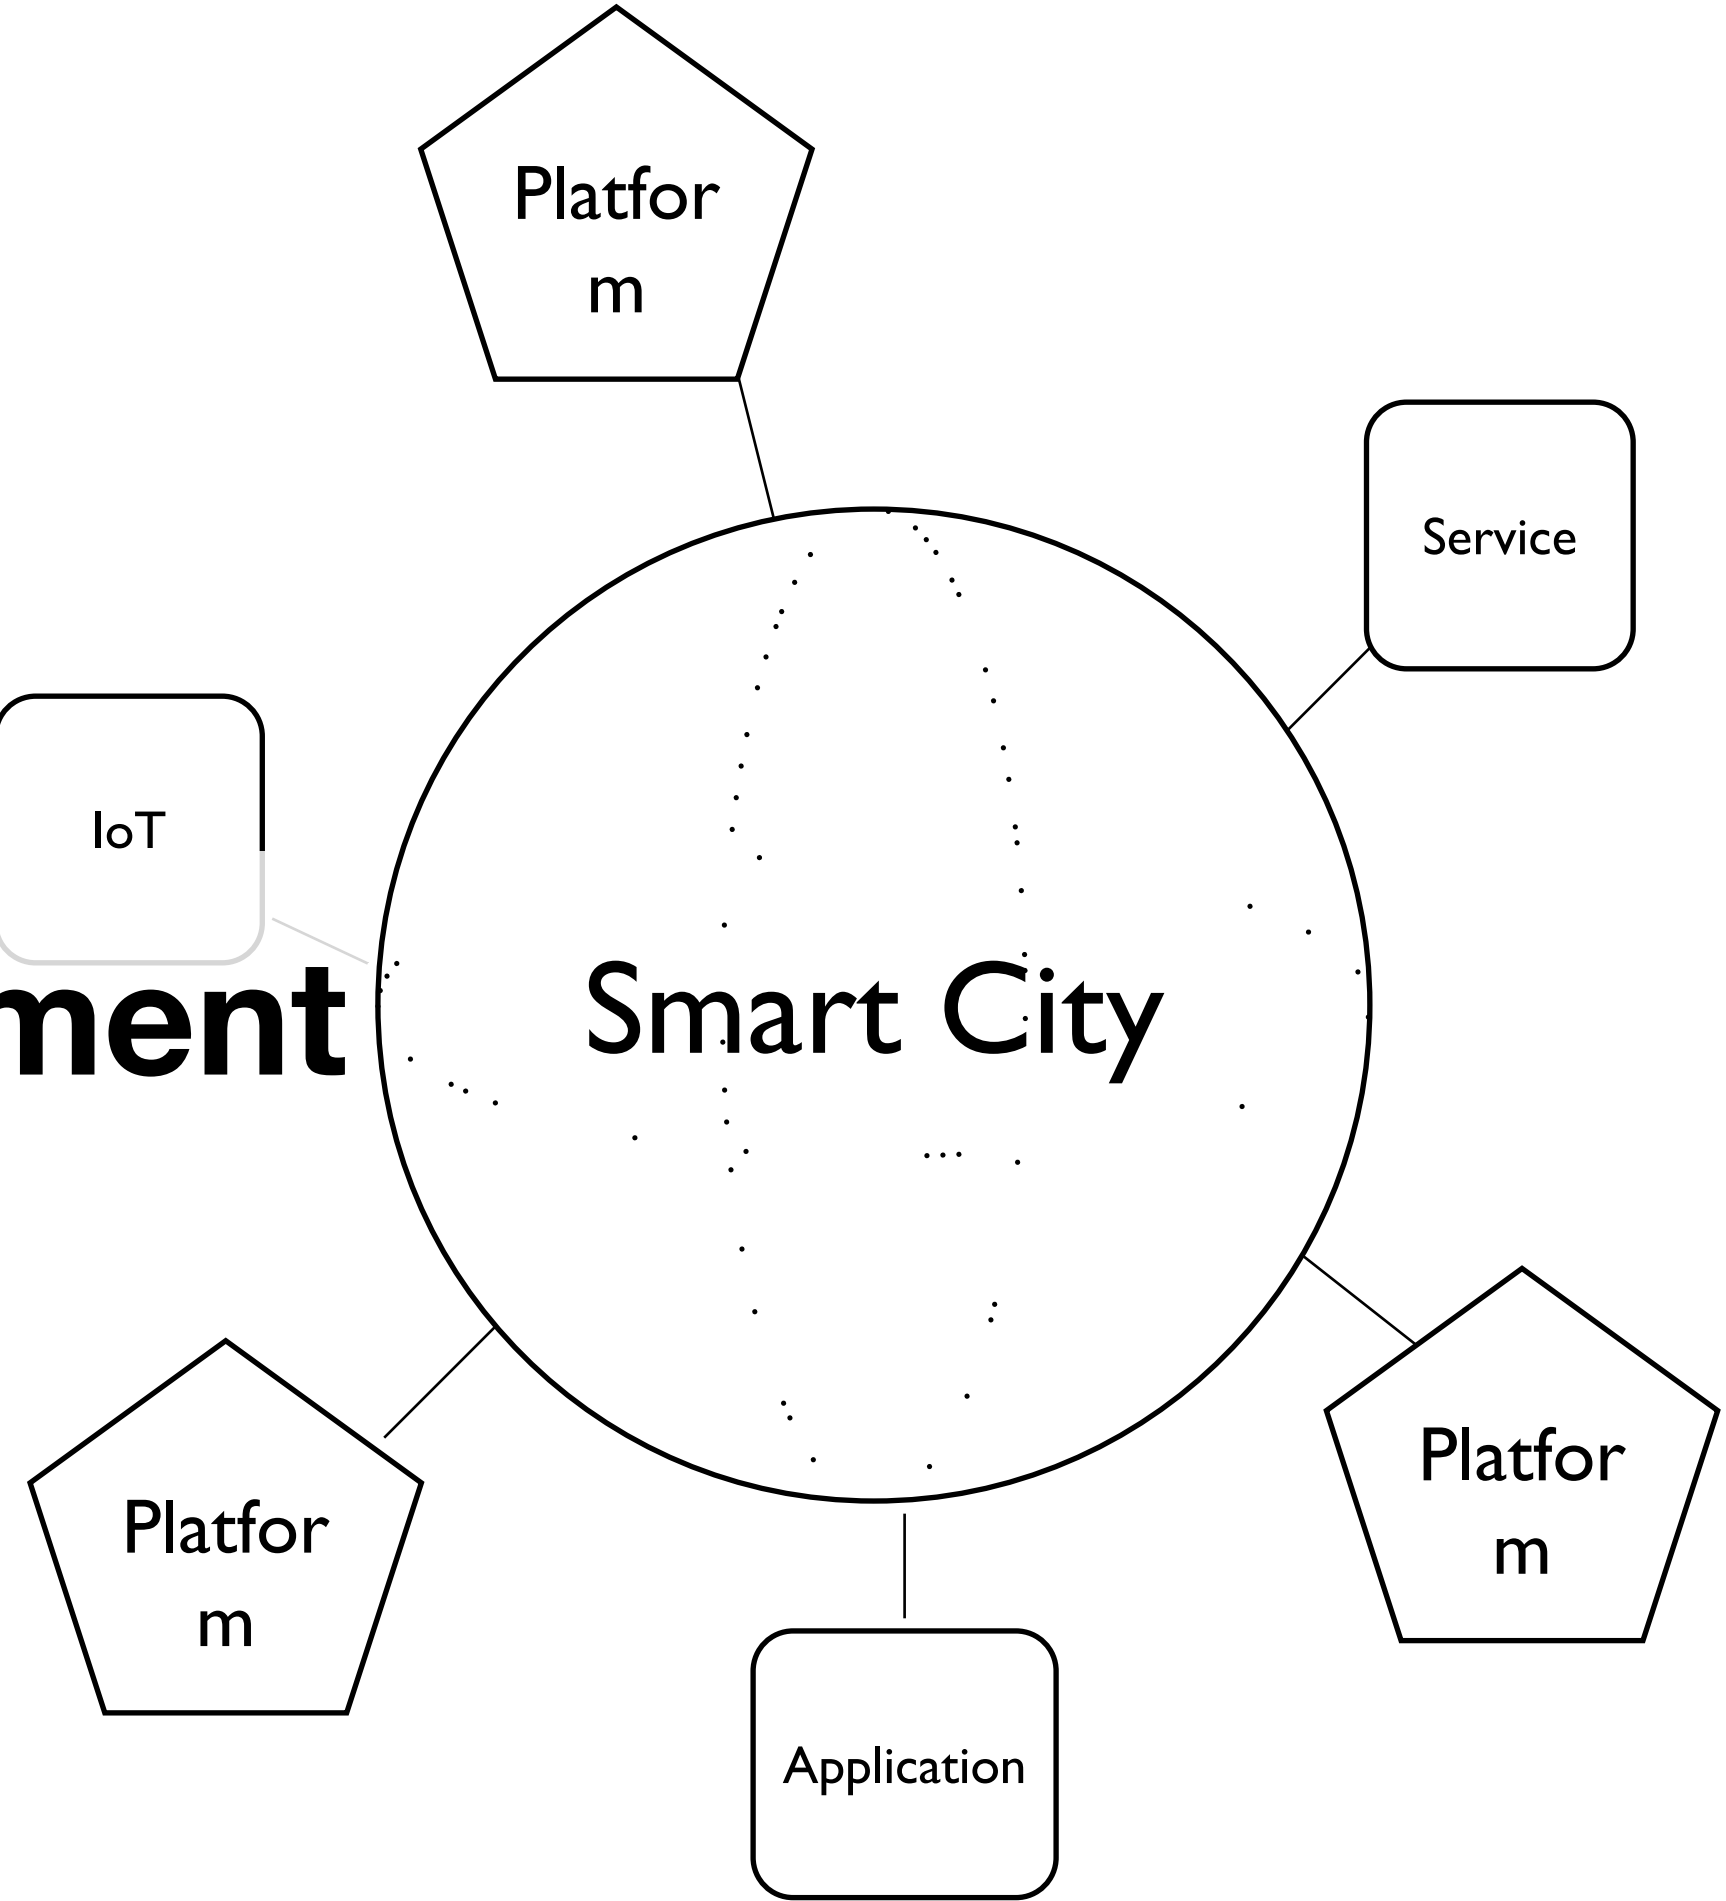 Platfor
m
Service
IoT
ment
Smart City
Platfor
m
Platfor
m
Application